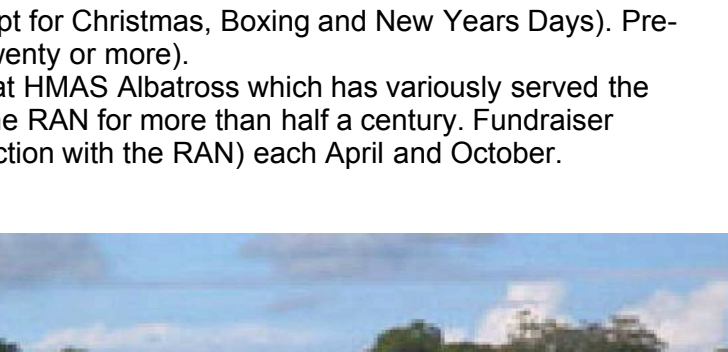 pt for Christmas, Boxing and New Years Days). Pre-
wenty or more).
at HMAS Albatross which has variously served the
e RAN for more than half a century. Fundraiser
ction with the RAN) each April and October.